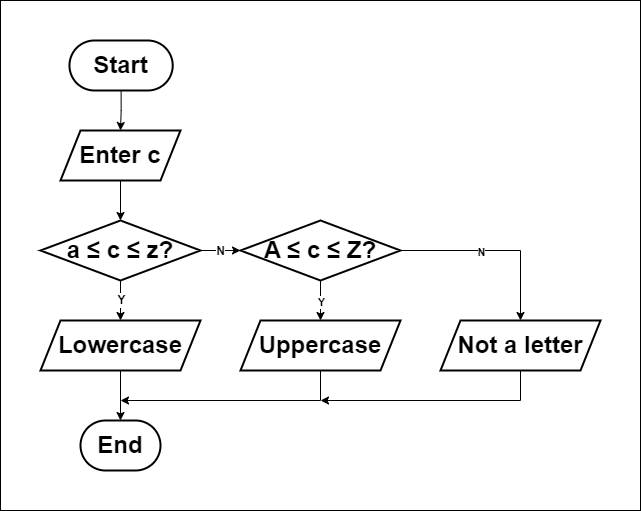 Start
Enter c
a ≤ c ≤ z?
N
A ≤ c ≤ Z?
N
Y
Y
Lowercase
Uppercase
Not a letter
End